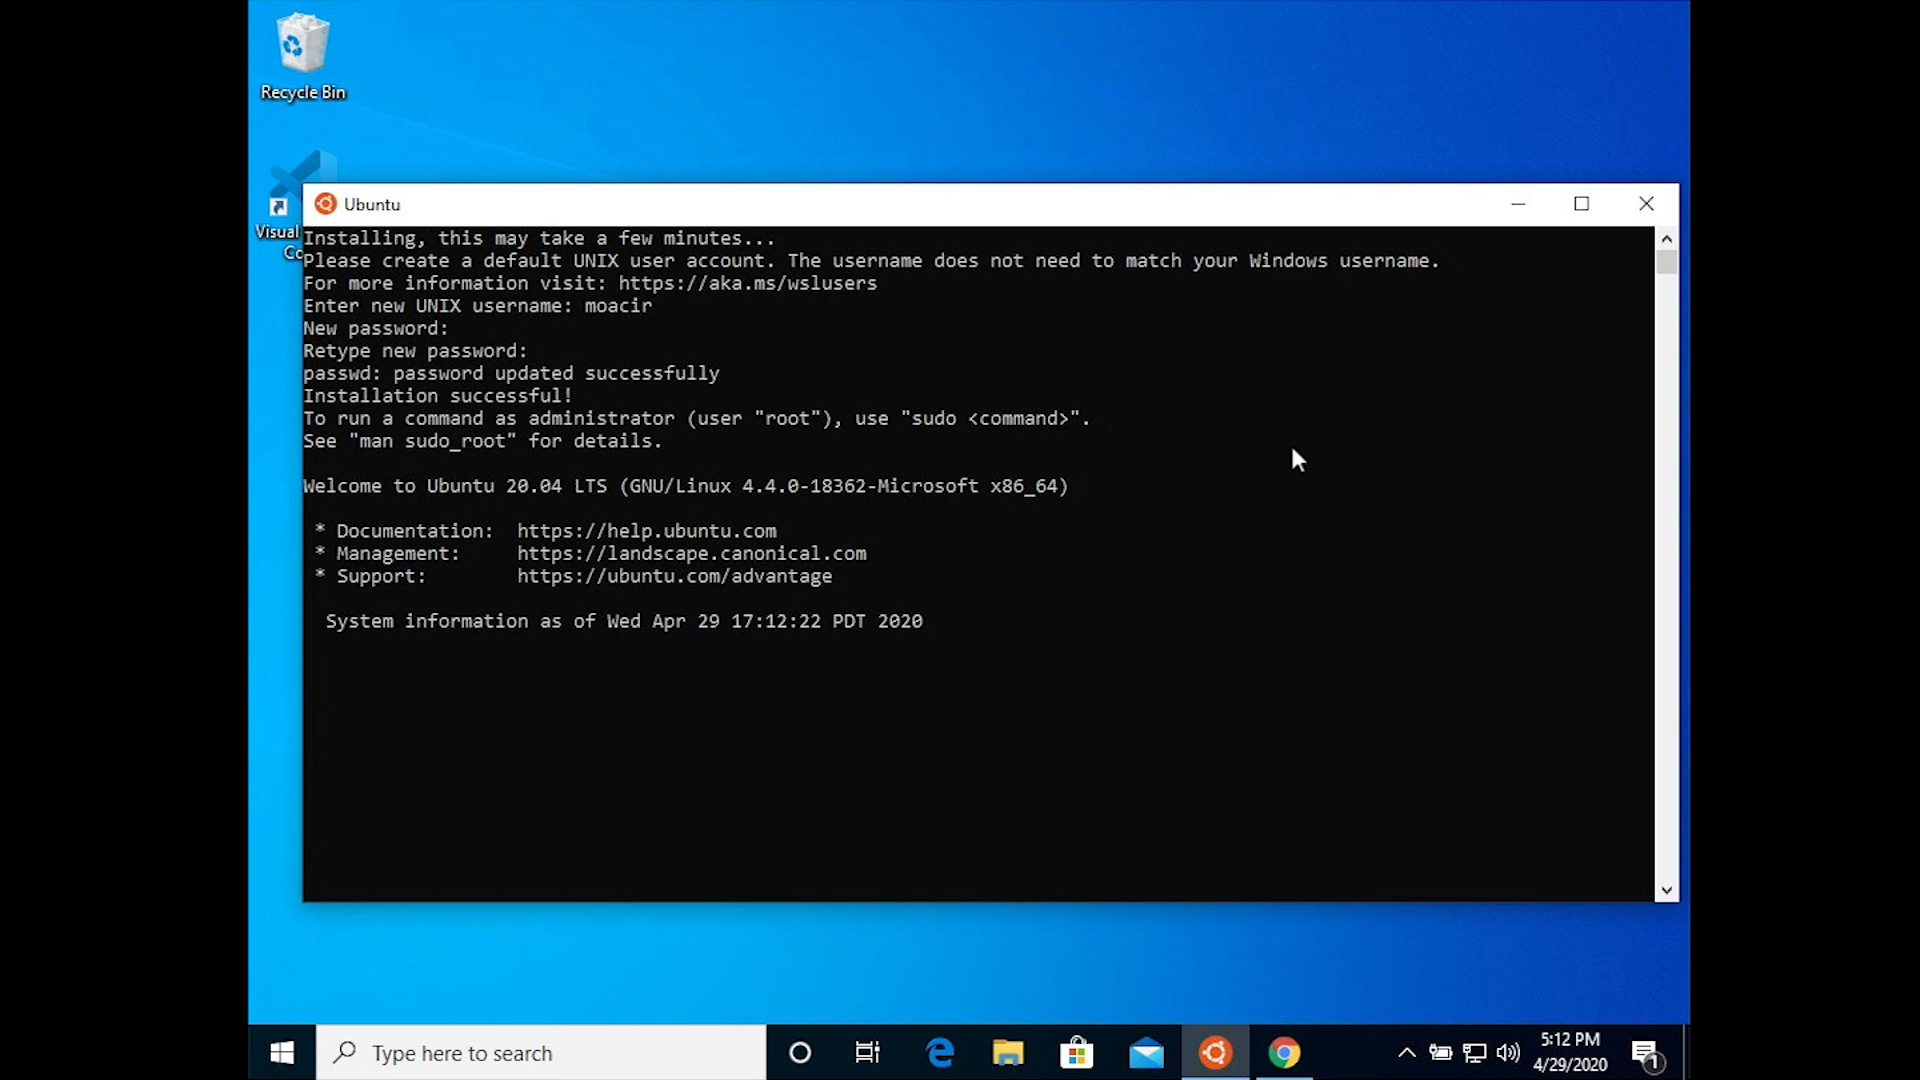 Recycle Bin
Visual
Co
Ubuntu
Installing, this may take a few minutes...
Please create a default UNIX user account. The username does not need to match your Windows username.
For more information visit: https://aka.ms/wslusers
Enter new UNIX username: moacir
New password:
Retype new password:
passwd: password updated successfully
Installation successful!
To run a command as administrator (user "root"), use "sudo <command>".
See "man sudo_root" for details.
Welcome to Ubuntu 20.04 LTS (GNU/Linux 4.4.0-18362-Microsoft x86_64)
* Documentation:  https://help.ubuntu.com
* Management:     https://landscape.canonical.com
* Support:        https://ubuntu.com/advantage
System information as of Wed Apr 29 17:12:22 PDT 2020
Type here to search
5:12 PM
4/29/2020
1